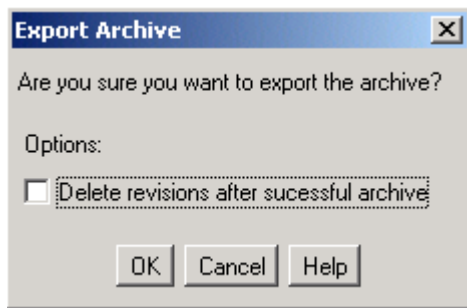 Export Archive
Are you sure you want to export the archive?
Options:
Delete revisions after sucessful archive
OK Cancel Help